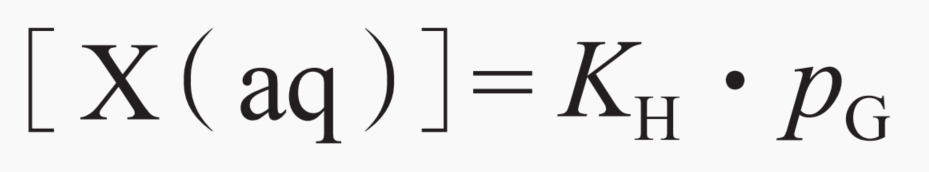 [X(aq)]=K_H · p_G